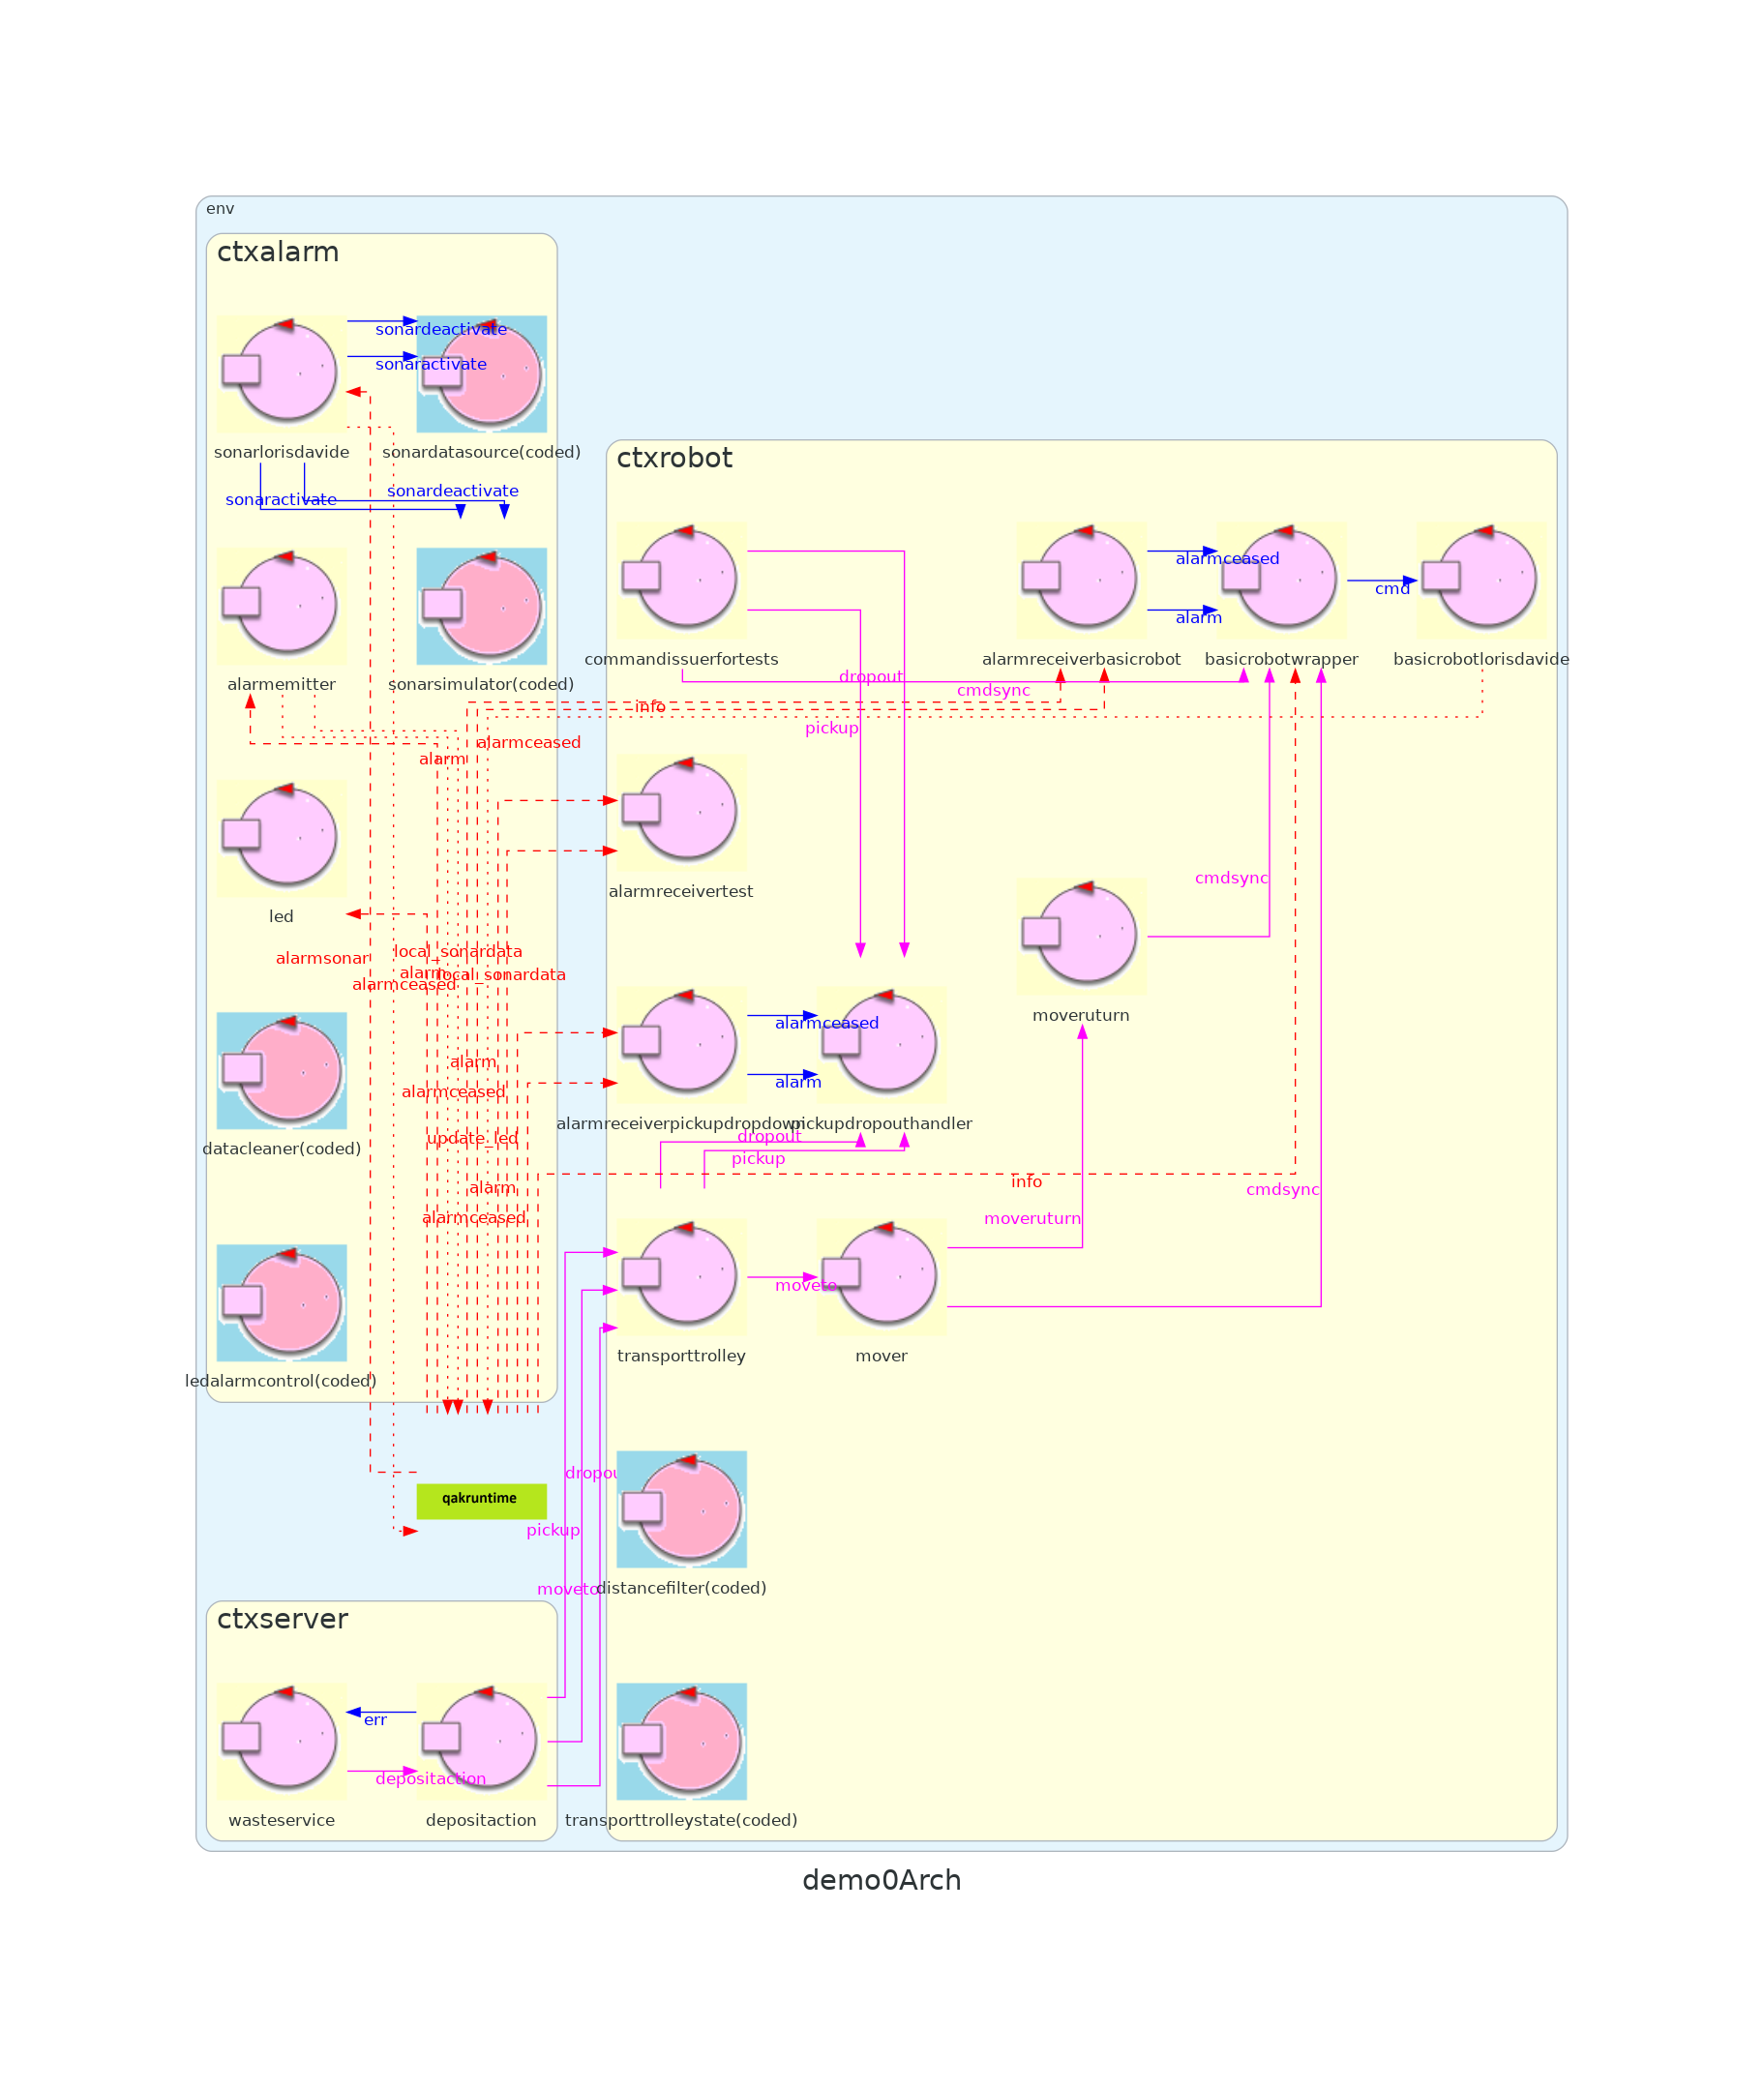 env
ctxalarm
sonardeactivate
sonaractivate
sonarlorisdavide
sonardatasource(coded)
sonardeactivate
sonaractivate
alarmemitter
sonarsimulator(coded)
alarmceased
alarm
led
local_sonardata
alarmsonar
alarm
local_sonardata
alarmceased
alarm
alarmceased
update_led
datacleaner(coded)
alarm
alarmceased
ledalarmcontrol(coded)
qakruntime
ctxrobot
alarmceased
cmd
alarm
commandissuerfortests
alarmreceiverbasicrobot
basicrobotwrapper
basicrobotlorisdavide
dropout
cmdsync
info
pickup
alarmreceivertest
cmdsync
moveruturn
alarmceased
alarm
alarmreceiverpickupdropdown
pickupdropouthandler
dropout
pickup
info
cmdsync
moveruturn
moveto
transporttrolley
mover
dropou
pickup
moveto
distancefilter(coded)
ctxserver
err
depositaction
wasteservice
depositaction
transporttrolleystate(coded)
demo0Arch